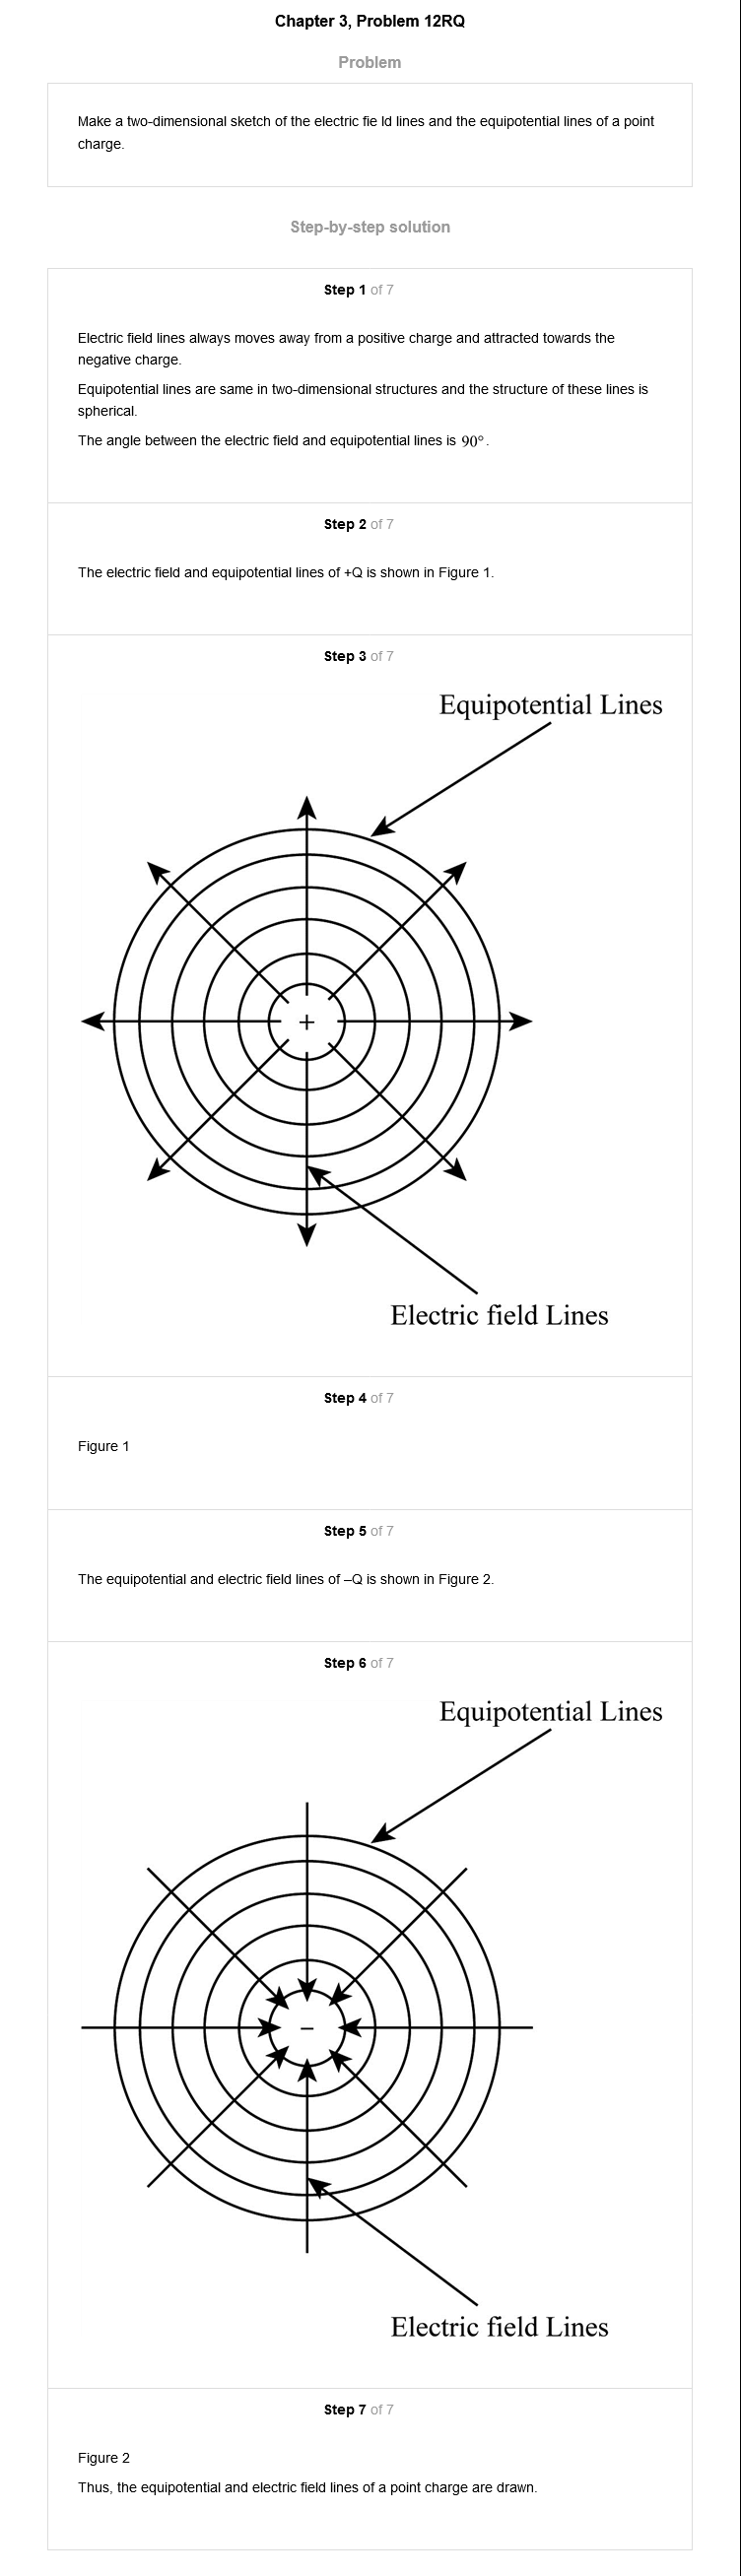 Chapter 3, Problem 12RQ
Problem
Make a two-dimensional sketch of the electric fie ld lines and the equipotential lines of a point
charge.
Step-by-step solution
Step 1 of 7
Electric field lines always moves away from a positive charge and attracted towards the
negative charge.
Equipotential lines are same in two-dimensional structures and the structure of these lines is
spherical.
The angle between the electric field and equipotential lines is 90°.
Step 2 of 7
The electric field and equipotential lines of +Q is shown in Figure 1.
Step 3 of 7
Equipotential Lines
+
Electric field Lines
Step 4 of 7
Figure 1
Step 5 of 7
The equipotential and electric field lines of –Q is shown in Figure 2.
Step 6 of 7
Equipotential Lines
–
Electric field Lines
Step 7 of 7
Figure 2
Thus, the equipotential and electric field lines of a point charge are drawn.